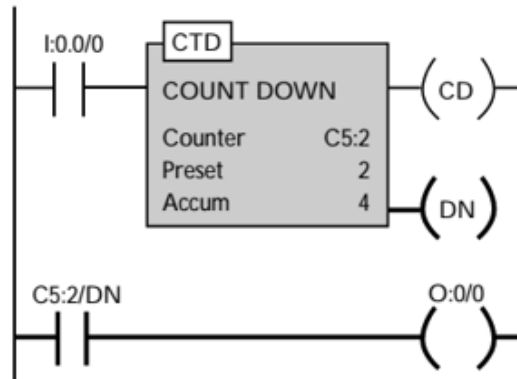 I:0.0/0
CTD
COUNT DOWN
CD
Counter C5:2
Preset 2
Accum 4
DN
C5:2/DN O:0/0